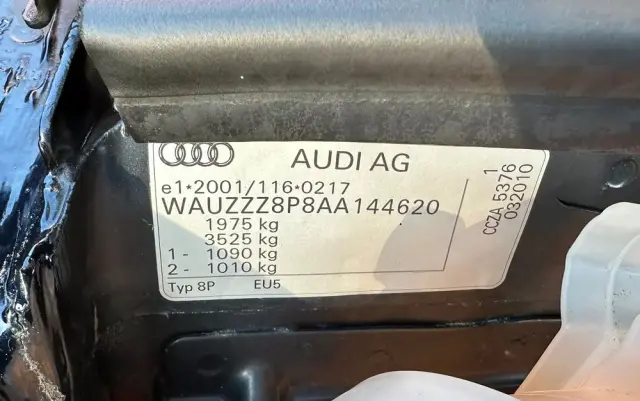 AUDI AG
e1*2001/116*0217
WAUZZZ8P8AA144620
1975 kg
3525 kg
1 - 1090 kg
2 - 1010 kg
Typ 8P EU5
1
CCZA 5376
032010